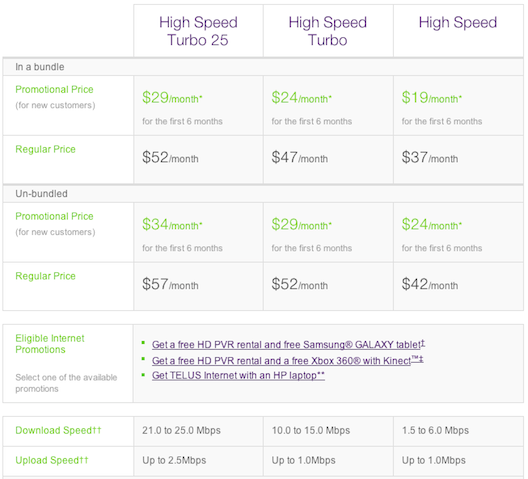 High Speed Turbo 25 High Speed Turbo High Speed
In a bundle
Promotional Price $29/month* $24/month* $19/month*
(for new customers) for the first 6 months for the first 6 months for the first 6 months
Regular Price $52/month $47/month $37/month
Un-bundled
Promotional Price $34/month* $29/month* $24/month*
(for new customers) for the first 6 months for the first 6 months for the first 6 months
Regular Price $57/month $52/month $42/month
Eligible Internet Promotions
Select one of the available promotions
Get a free HD PVR rental and free Samsung® GALAXY tablet†
Get a free HD PVR rental and a free Xbox 360® with Kinect™‡
Get TELUS Internet with an HP laptop**
Download Speed†† 21.0 to 25.0 Mbps 10.0 to 15.0 Mbps 1.5 to 6.0 Mbps
Upload Speed†† Up to 2.5Mbps Up to 1.0Mbps Up to 1.0Mbps